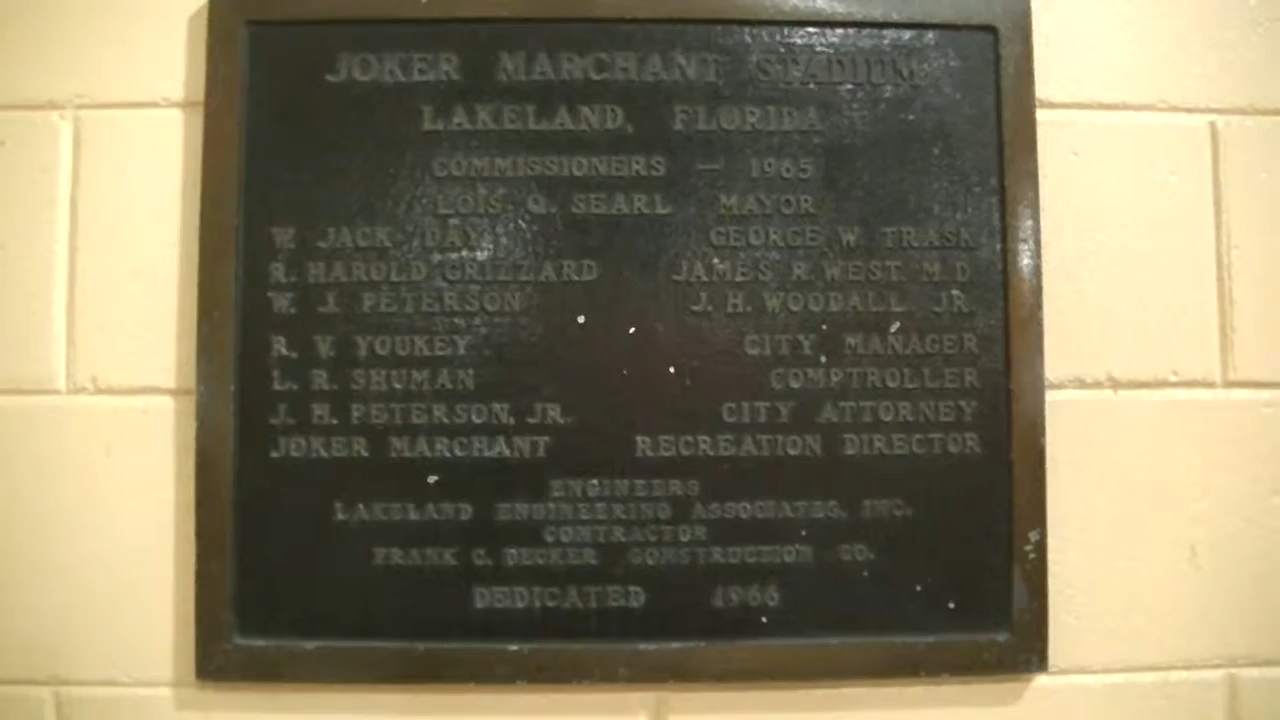 JOKER MARCHANT STADIUM
LAKELAND, FLORIDA
COMMISSIONERS — 1965
LOIS Q. SEARL MAYOR
W. JACK DAY GEORGE W. TRASK
R. HAROLD GRIZZARD JAMES R. WEST M.D.
W. J. PETERSON J. H. WOODALL, JR.
R. V. YOUKEY CITY MANAGER
L. R. SHUMAN COMPTROLLER
J. H. PETERSON, JR. CITY ATTORNEY
JOKER MARCHANT RECREATION DIRECTOR
ENGINEERS
LAKELAND ENGINEERING ASSOCIATES, INC.
CONTRACTOR
FRANK C. DECKER CONSTRUCTION CO.
DEDICATED 1966